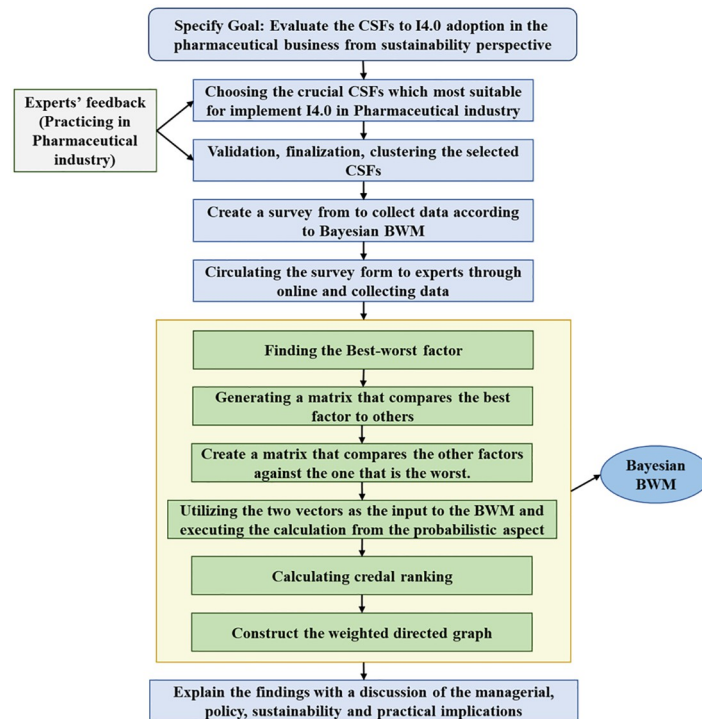 Specify Goal: Evaluate the CSFs to I4.0 adoption in the
pharmaceutical business from sustainability perspective
Experts' feedback
(Practicing in
Pharmaceutical
industry)
Choosing the crucial CSFs which most suitable
for implement I4.0 in Pharmaceutical industry
Validation, finalization, clustering the selected
CSFs
Create a survey from to collect data according
to Bayesian BWM
Circulating the survey form to experts through
online and collecting data
Finding the Best-worst factor
Generating a matrix that compares the best
factor to others
Create a matrix that compares the other factors
against the one that is the worst.
Utilizing the two vectors as the input to the BWM and
executing the calculation from the probabilistic aspect
Calculating credal ranking
Construct the weighted directed graph
Bayesian
BWM
Explain the findings with a discussion of the managerial,
policy, sustainability and practical implications